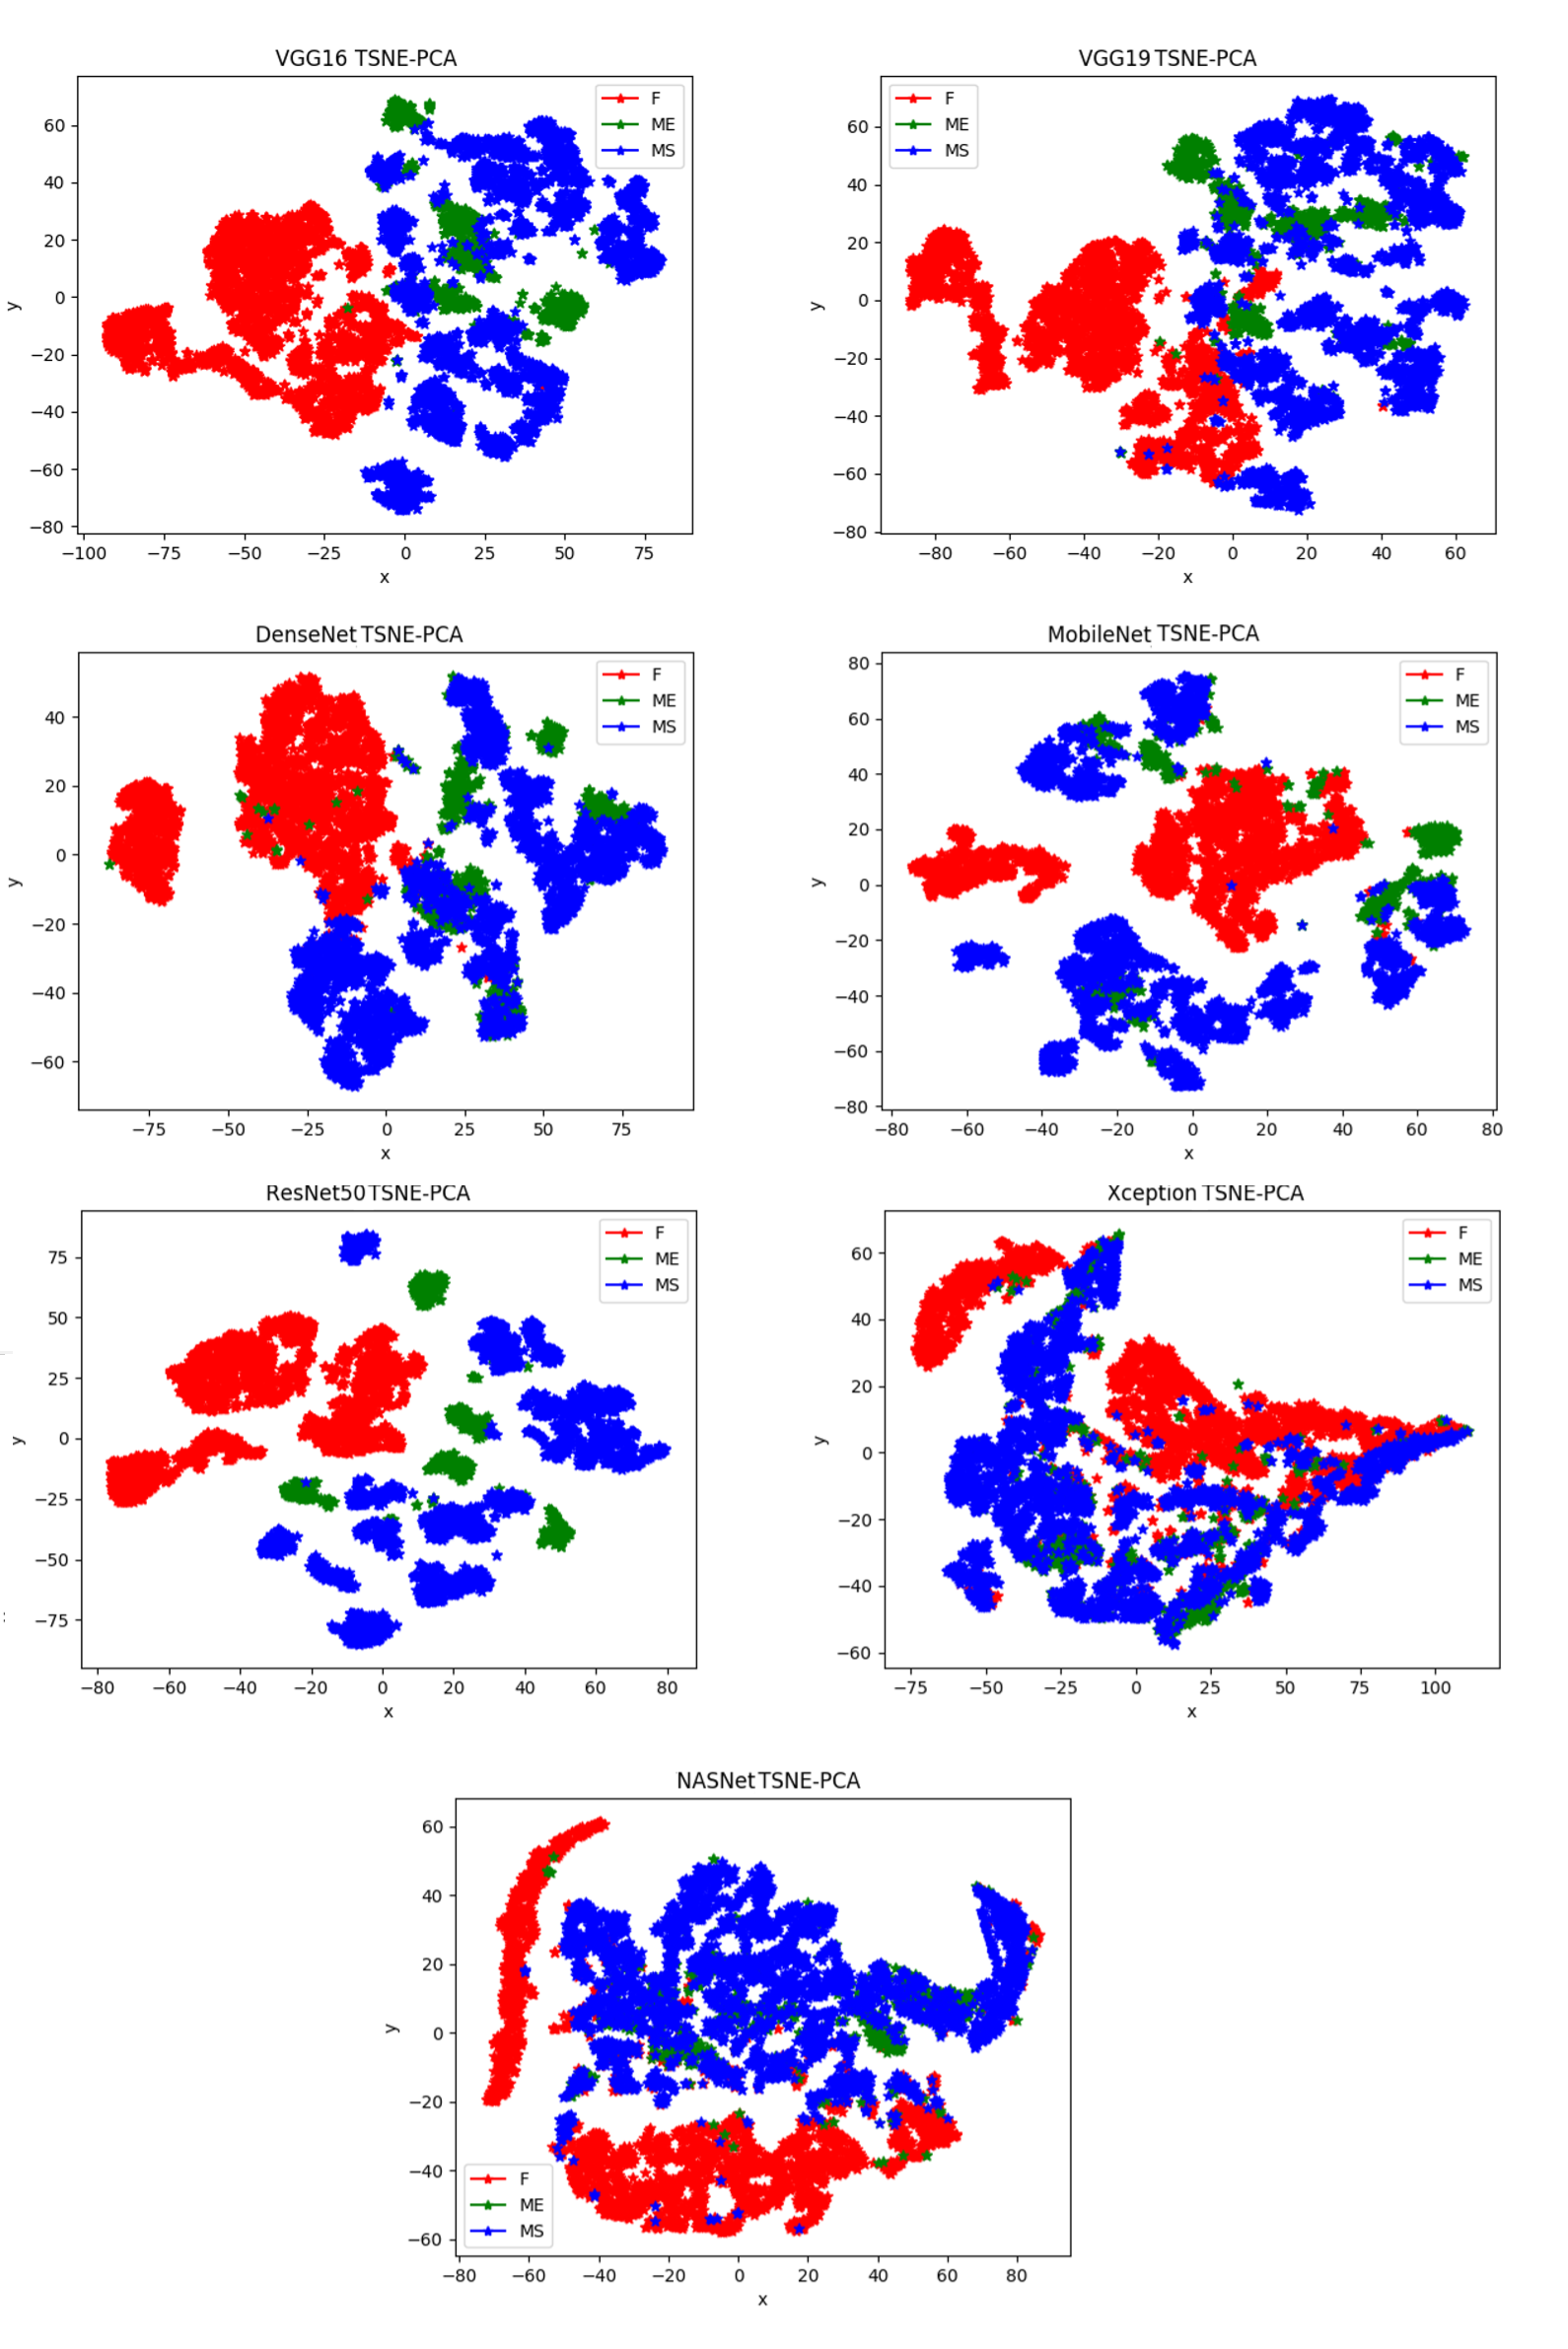 VGG16 TSNE-PCA
F
ME
MS
60
40
20
0
−20
−40
−60
−80
y
−100 −75 −50 −25 0 25 50 75
x
VGG19 TSNE-PCA
F
ME
MS
60
40
20
0
−20
−40
−60
−80
y
−80 −60 −40 −20 0 20 40 60
x
DenseNet TSNE-PCA
F
ME
MS
40
20
0
−20
−40
−60
y
−75 −50 −25 0 25 50 75
x
MobileNet TSNE-PCA
F
ME
MS
80
60
40
20
0
−20
−40
−60
−80
y
−80 −60 −40 −20 0 20 40 60 80
x
ResNet50 TSNE-PCA
F
ME
MS
75
50
25
0
−25
−50
−75
y
−80 −60 −40 −20 0 20 40 60 80
x
Xception TSNE-PCA
F
ME
MS
60
40
20
0
−20
−40
−60
y
−75 −50 −25 0 25 50 75 100
x
NASNet TSNE-PCA
60
40
20
0
−20
−40
−60
y
F
ME
MS
−80 −60 −40 −20 0 20 40 60 80
x